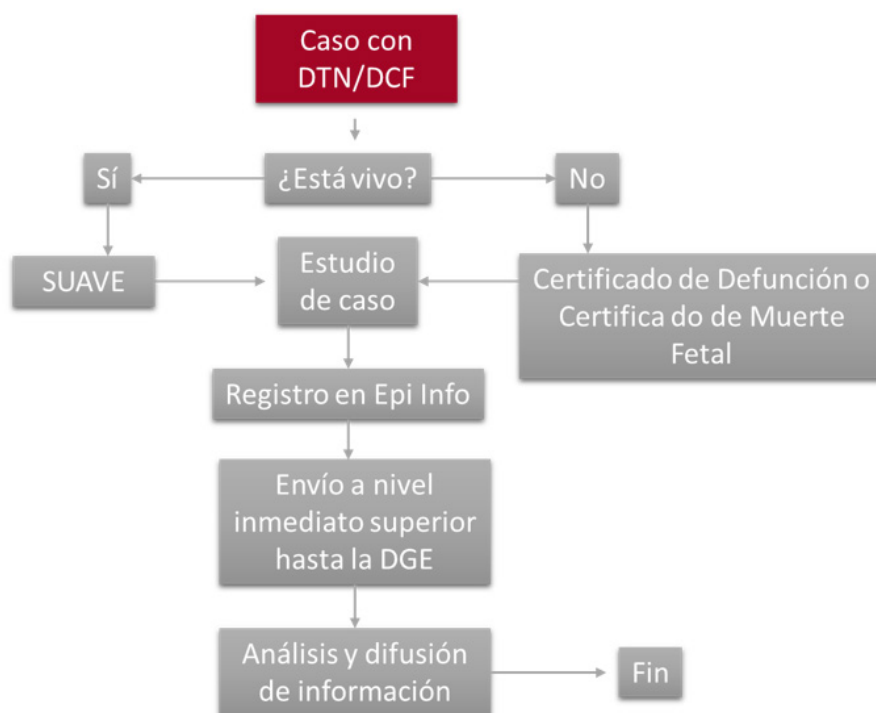 Caso con
DTN/DCF
Sí
¿Está vivo?
No
SUAVE
Estudio
de caso
Certificado de Defunción o
Certifica do de Muerte
Fetal
Registro en Epi Info
Envío a nivel
inmediato superior
hasta la DGE
Análisis y difusión
de información
Fin